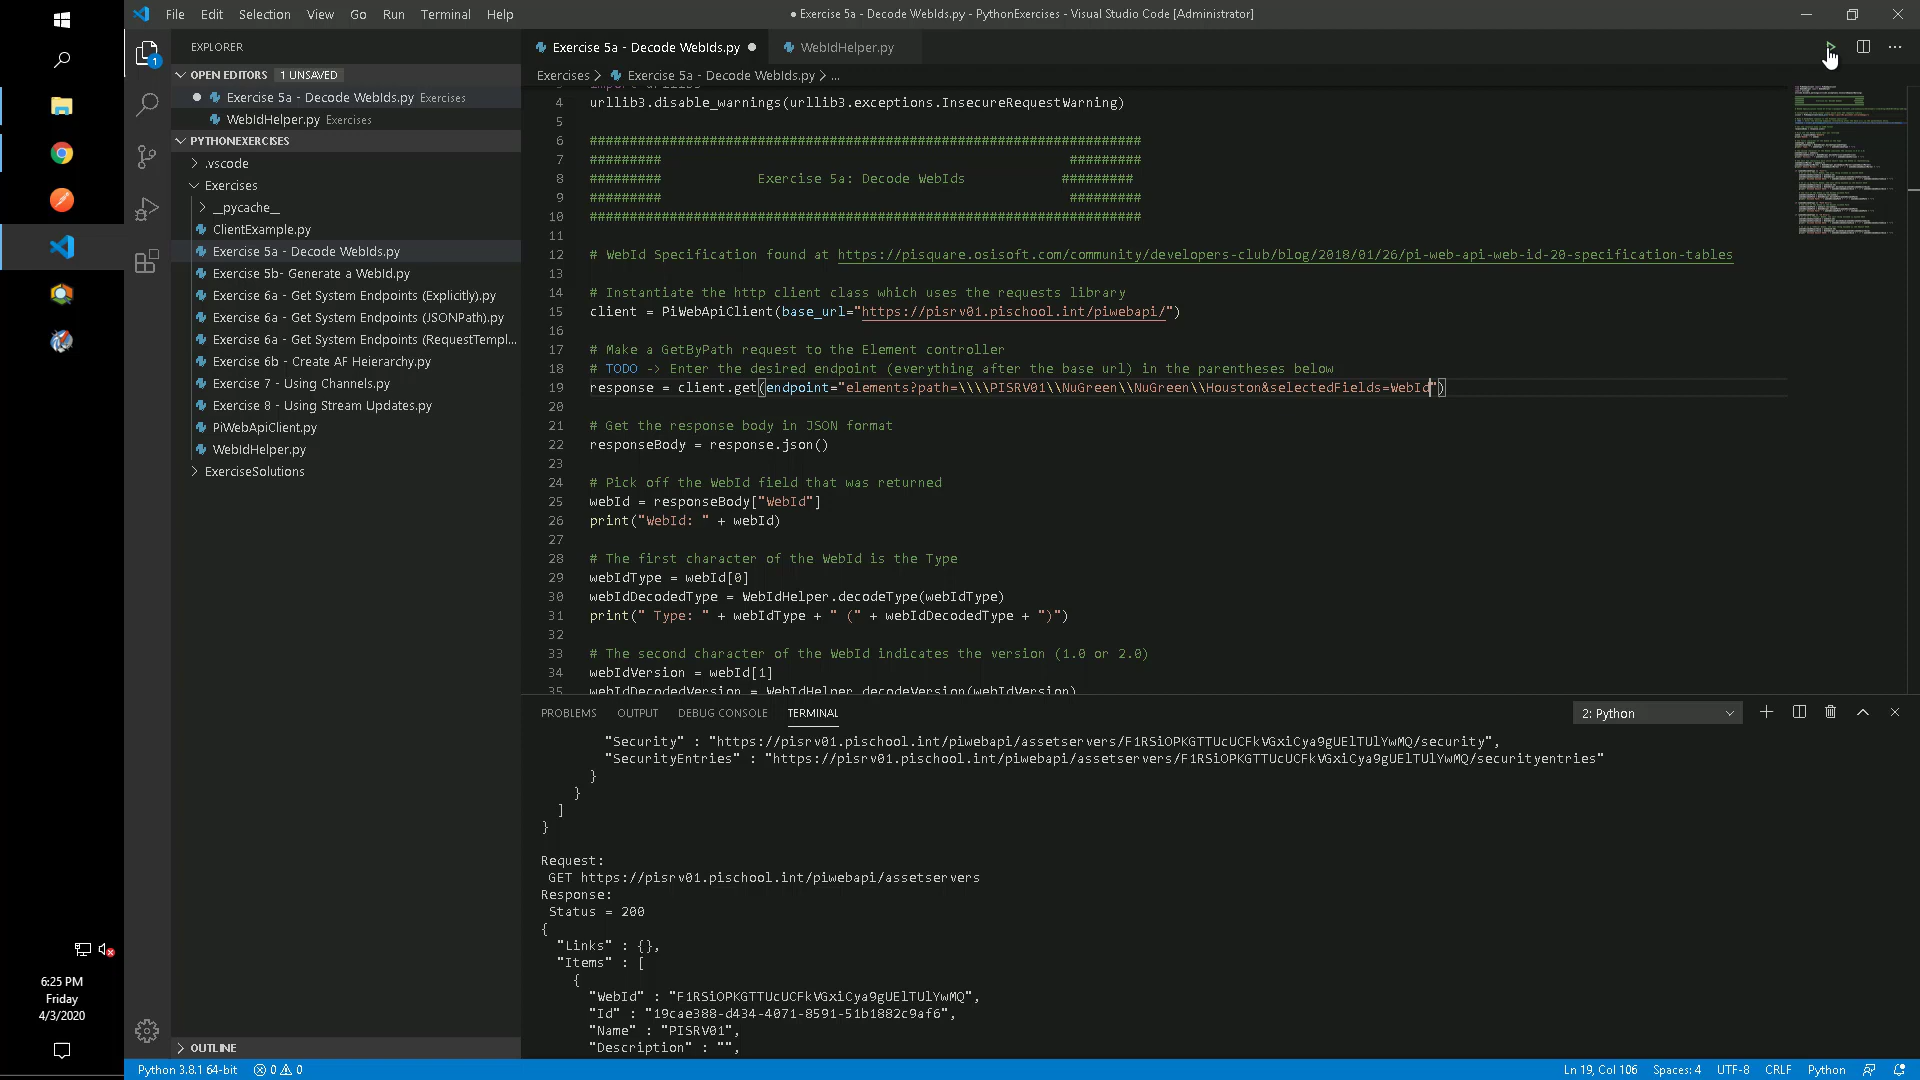 File Edit Selection View Go Run Terminal Help
● Exercise 5a - Decode WebIds.py - PythonExercises - Visual Studio Code [Administrator]
EXPLORER
OPEN EDITORS 1 UNSAVED
Exercise 5a - Decode WebIds.py Exercises
WebIdHelper.py Exercises
PYTHONEXERCISES
.vscode
Exercises
__pycache__
ClientExample.py
Exercise 5a - Decode WebIds.py
Exercise 5b- Generate a WebId.py
Exercise 6a - Get System Endpoints (Explicitly).py
Exercise 6a - Get System Endpoints (JSONPath).py
Exercise 6a - Get System Endpoints (RequestTempl...
Exercise 6b - Create AF Heierarchy.py
Exercise 7 - Using Channels.py
Exercise 8 - Using Stream Updates.py
PiWebApiClient.py
WebIdHelper.py
ExerciseSolutions
OUTLINE
1
Exercise 5a - Decode WebIds.py ● WebIdHelper.py
Exercises > Exercise 5a - Decode WebIds.py > ...
3 import urllib3
4 urllib3.disable_warnings(urllib3.exceptions.InsecureRequestWarning)
5
6 #####################################################################
7 ######### #########
8 ######### Exercise 5a: Decode WebIds #########
9 ######### #########
10 #####################################################################
11
12 # WebId Specification found at https://pisquare.osisoft.com/community/developers-club/blog/2018/01/26/pi-web-api-web-id-20-specification-tables
13
14 # Instantiate the http client class which uses the requests library
15 client = PiWebApiClient(base_url="https://pisrv01.pischool.int/piwebapi/")
16
17 # Make a GetByPath request to the Element controller
18 # TODO -> Enter the desired endpoint (everything after the base url) in the parentheses below
19 response = client.get(endpoint="elements?path=\\\\PISRV01\\NuGreen\\NuGreen\\Houston&selectedFields=WebId")
20
21 # Get the response body in JSON format
22 responseBody = response.json()
23
24 # Pick off the WebId field that was returned
25 webId = responseBody["WebId"]
26 print("WebId: " + webId)
27
28 # The first character of the WebId is the Type
29 webIdType = webId[0]
30 webIdDecodedType = WebIdHelper.decodeType(webIdType)
31 print(" Type: " + webIdType + " (" + webIdDecodedType + ")")
32
33 # The second character of the WebId indicates the version (1.0 or 2.0)
34 webIdVersion = webId[1]
35 webIdDecodedVersion = WebIdHelper.decodeVersion(webIdVersion)
PROBLEMS OUTPUT DEBUG CONSOLE TERMINAL 2: Python
"Security" : "https://pisrv01.pischool.int/piwebapi/assetservers/F1RSiOPKGTTUcUCFkVGxiCya9gUElTUlYwMQ/security",
"SecurityEntries" : "https://pisrv01.pischool.int/piwebapi/assetservers/F1RSiOPKGTTUcUCFkVGxiCya9gUElTUlYwMQ/securityentries"
}
}
]
}
Request:
GET https://pisrv01.pischool.int/piwebapi/assetservers
Response:
Status = 200
{
"Links" : {},
"Items" : [
{
"WebId" : "F1RSiOPKGTTUcUCFkVGxiCya9gUElTUlYwMQ",
"Id" : "19cae388-d434-4071-8591-51b1882c9af6",
"Name" : "PISRV01",
"Description" : "",
6:25 PM
Friday
4/3/2020
Python 3.8.1 64-bit 0 0 Ln 19, Col 106 Spaces: 4 UTF-8 CRLF Python